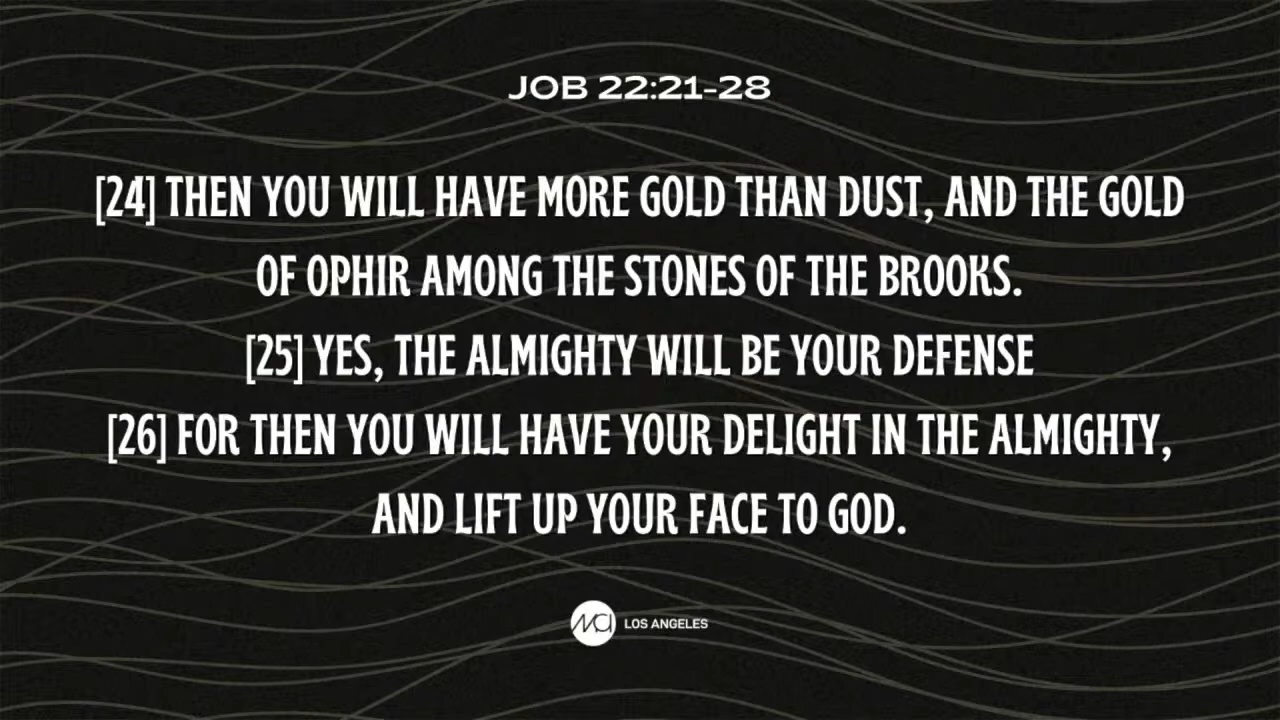 JOB 22:21-28
[24] THEN YOU WILL HAVE MORE GOLD THAN DUST, AND THE GOLD
OF OPHIR AMONG THE STONES OF THE BROOKS.
[25] YES, THE ALMIGHTY WILL BE YOUR DEFENSE
[26] FOR THEN YOU WILL HAVE YOUR DELIGHT IN THE ALMIGHTY,
AND LIFT UP YOUR FACE TO GOD.
MCI LOS ANGELES